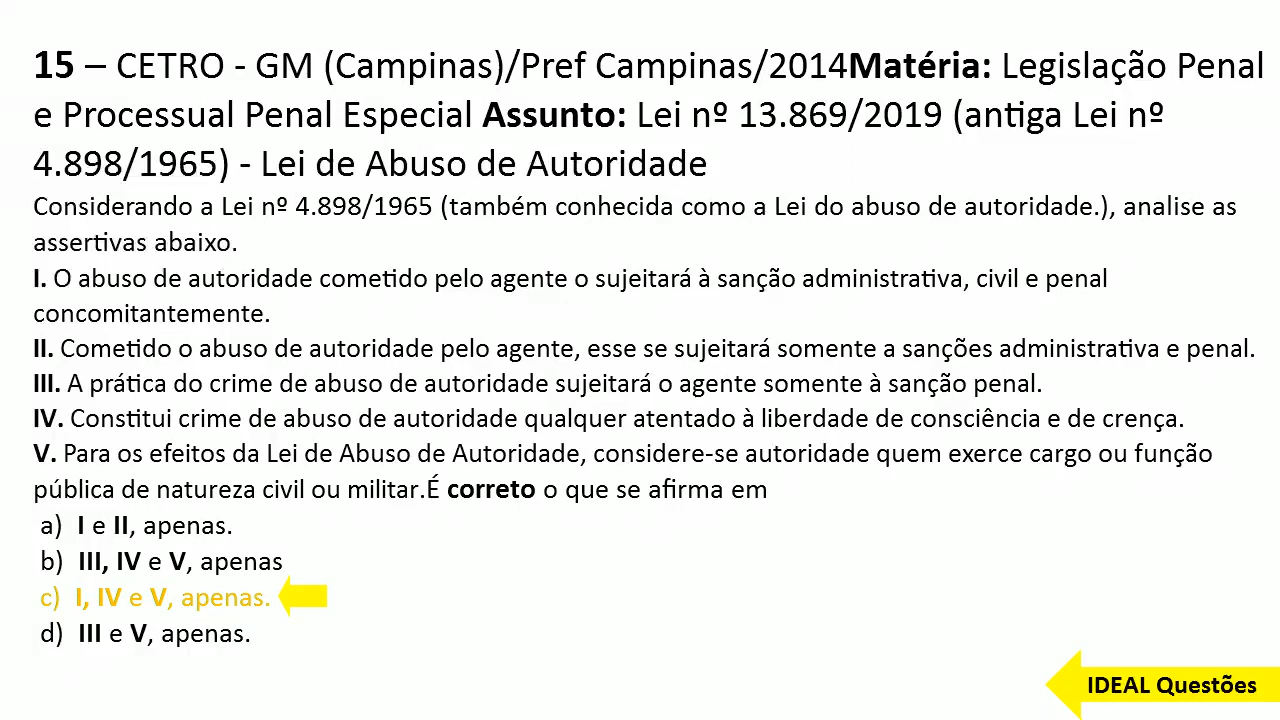 15 – CETRO - GM (Campinas)/Pref Campinas/2014Matéria: Legislação Penal
e Processual Penal Especial Assunto: Lei nº 13.869/2019 (antiga Lei nº
4.898/1965) - Lei de Abuso de Autoridade
Considerando a Lei nº 4.898/1965 (também conhecida como a Lei do abuso de autoridade.), analise as
assertivas abaixo.
I. O abuso de autoridade cometido pelo agente o sujeitará à sanção administrativa, civil e penal
concomitantemente.
II. Cometido o abuso de autoridade pelo agente, esse se sujeitará somente a sanções administrativa e penal.
III. A prática do crime de abuso de autoridade sujeitará o agente somente à sanção penal.
IV. Constitui crime de abuso de autoridade qualquer atentado à liberdade de consciência e de crença.
V. Para os efeitos da Lei de Abuso de Autoridade, considere-se autoridade quem exerce cargo ou função
pública de natureza civil ou militar.É correto o que se afirma em
a) I e II, apenas.
b) III, IV e V, apenas
c) I, IV e V, apenas.
d) III e V, apenas.
IDEAL Questões